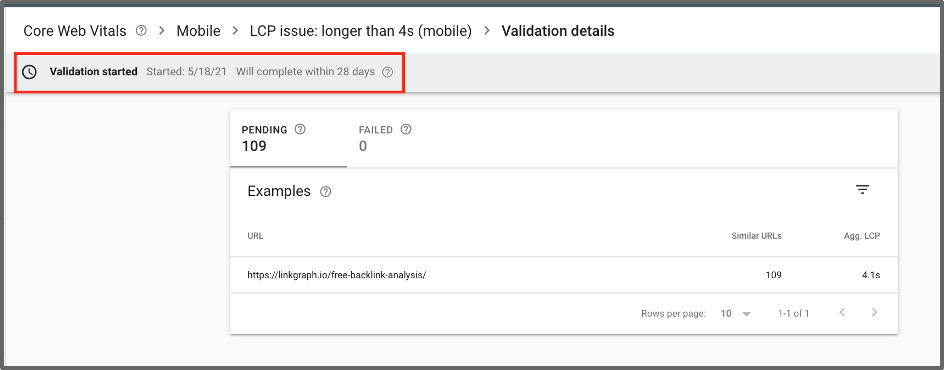 Core Web Vitals > Mobile > LCP issue: longer than 4s (mobile) > Validation details
Validation started Started: 5/18/21 Will complete within 28 days
PENDING FAILED
109 0
Examples
URL Similar URLs Agg. LCP
https://linkgraph.io/free-backlink-analysis/ 109 4.1s
Rows per page: 10 1-1 of 1